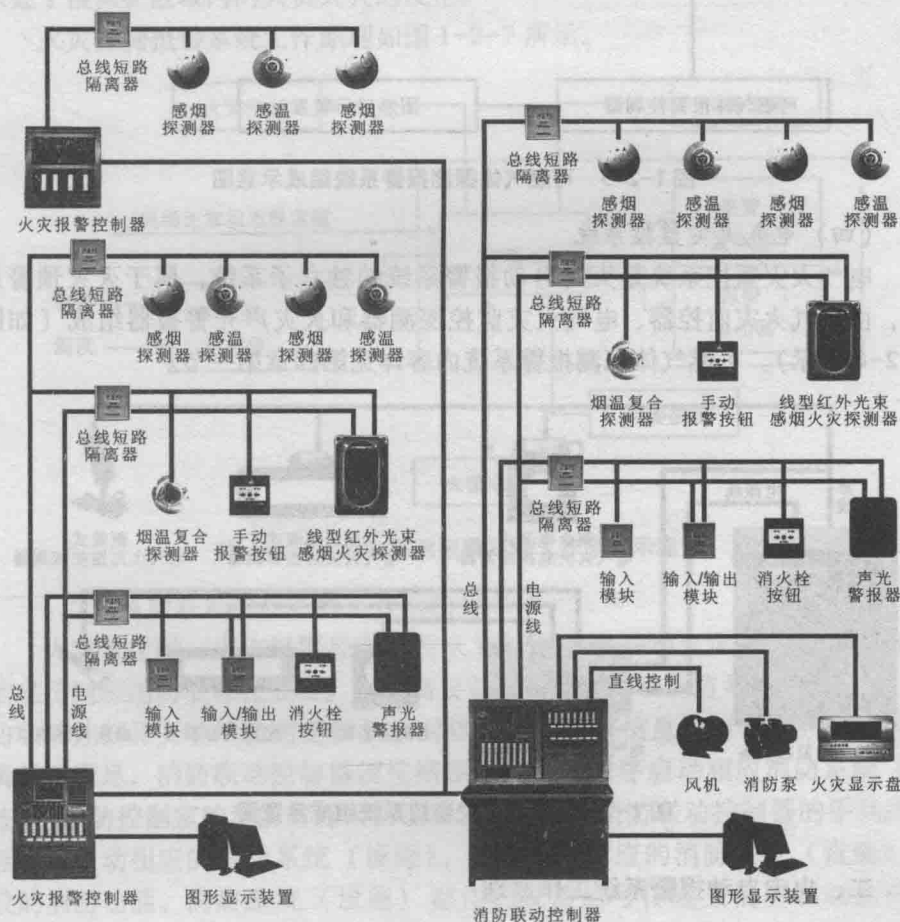 总线短路
隔离器
感烟
探测器
感温
探测器
感烟
探测器
火灾报警控制器
总线短路
隔离器
感烟
探测器
感温
探测器
感烟
探测器
感温
探测器
总线短路
隔离器
烟温复合
探测器
手动
报警按钮
线型红外光束
感烟火灾探测器
总线短路
隔离器
输入
模块
输入/输出
模块
消火栓
按钮
声光
警报器
总线
电源线
火灾报警控制器
图形显示装置
总线短路
隔离器
感烟
探测器
感温
探测器
感烟
探测器
感温
探测器
总线短路
隔离器
烟温复合
探测器
手动
报警按钮
线型红外光束
感烟火灾探测器
总线短路
隔离器
输入
模块
输入/输出
模块
消火栓
按钮
声光
警报器
总线
电源线
直线控制
风机
消防泵
火灾显示盘
消防联动控制器
图形显示装置